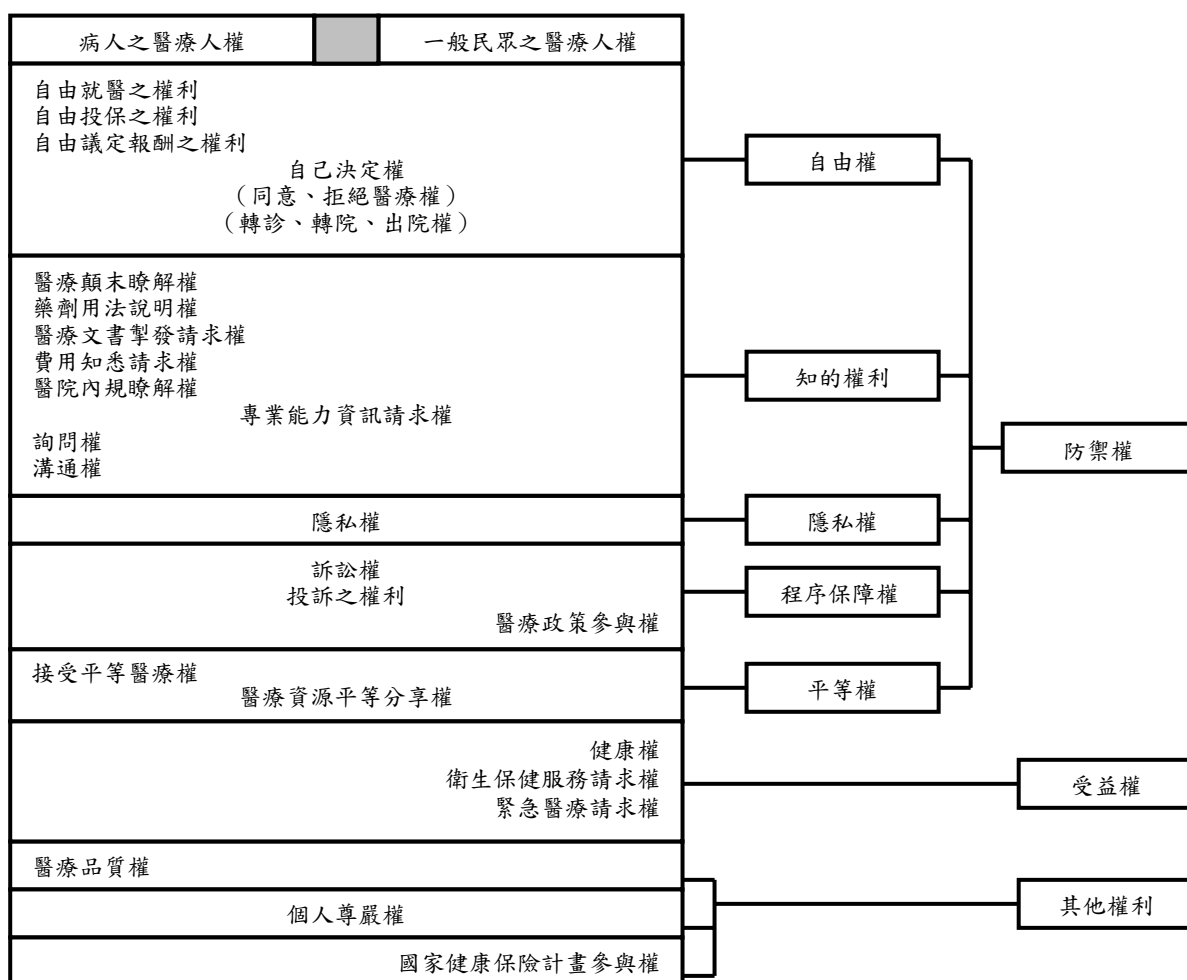 病人之醫療人權
一般民眾之醫療人權
自由就醫之權利
自由投保之權利
自由議定報酬之權利
自己決定權
（同意、拒絕醫療權）
（轉診、轉院、出院權）
自由權
醫療顛末瞭解權
藥劑用法說明權
醫療文書掣發請求權
費用知悉請求權
醫院內規瞭解權
專業能力資訊請求權
詢問權
溝通權
知的權利
防禦權
隱私權
隱私權
訴訟權
投訴之權利
醫療政策參與權
程序保障權
接受平等醫療權
醫療資源平等分享權
平等權
健康權
衛生保健服務請求權
緊急醫療請求權
受益權
醫療品質權
個人尊嚴權
國家健康保險計畫參與權
其他權利